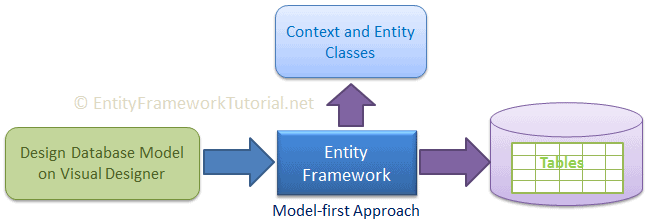 Context and Entity
Classes
© EntityFrameworkTutorial.net
Design Database Model
on Visual Designer
Entity
Framework
Tables
Model-first Approach